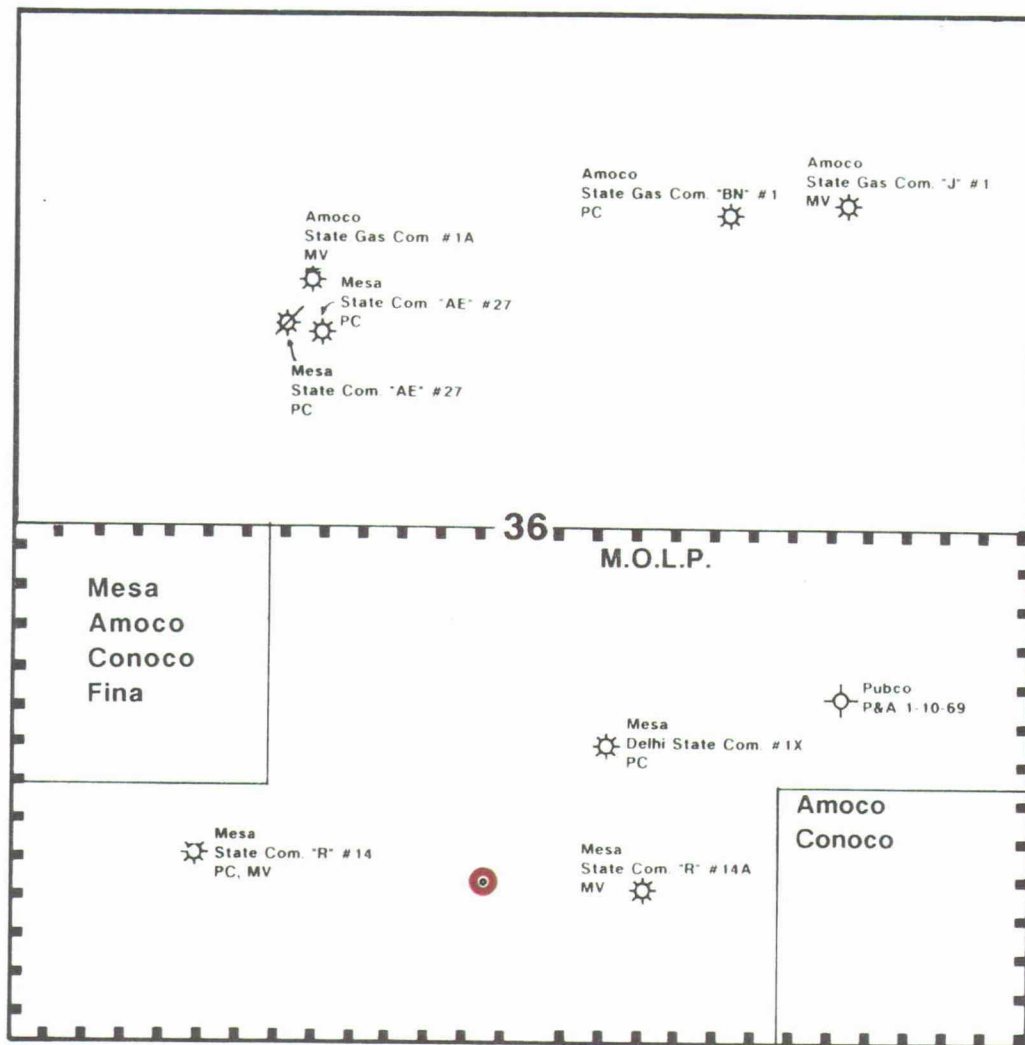 Amoco
State Gas Com. "BN" #1
PC
Amoco
State Gas Com. "J" #1
MV
Amoco
State Gas Com. #1A
MV
Mesa
State Com. "AE" #27
PC
Mesa
State Com. "AE" #27
PC
36
M.O.L.P.
Mesa
Amoco
Conoco
Fina
Pubco
P&A 1-10-69
Mesa
Delhi State Com. #1X
PC
Amoco
Conoco
Mesa
State Com. "R" #14
PC, MV
Mesa
State Com. "R" #14A
MV